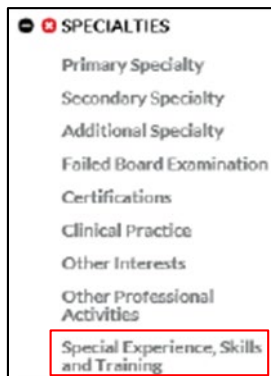 SPECIALTIES
Primary Specialty
Secondary Specialty
Additional Specialty
Failed Board Examination
Certifications
Clinical Practice
Other Interests
Other Professional
Activities
Special Experience, Skills
and Training